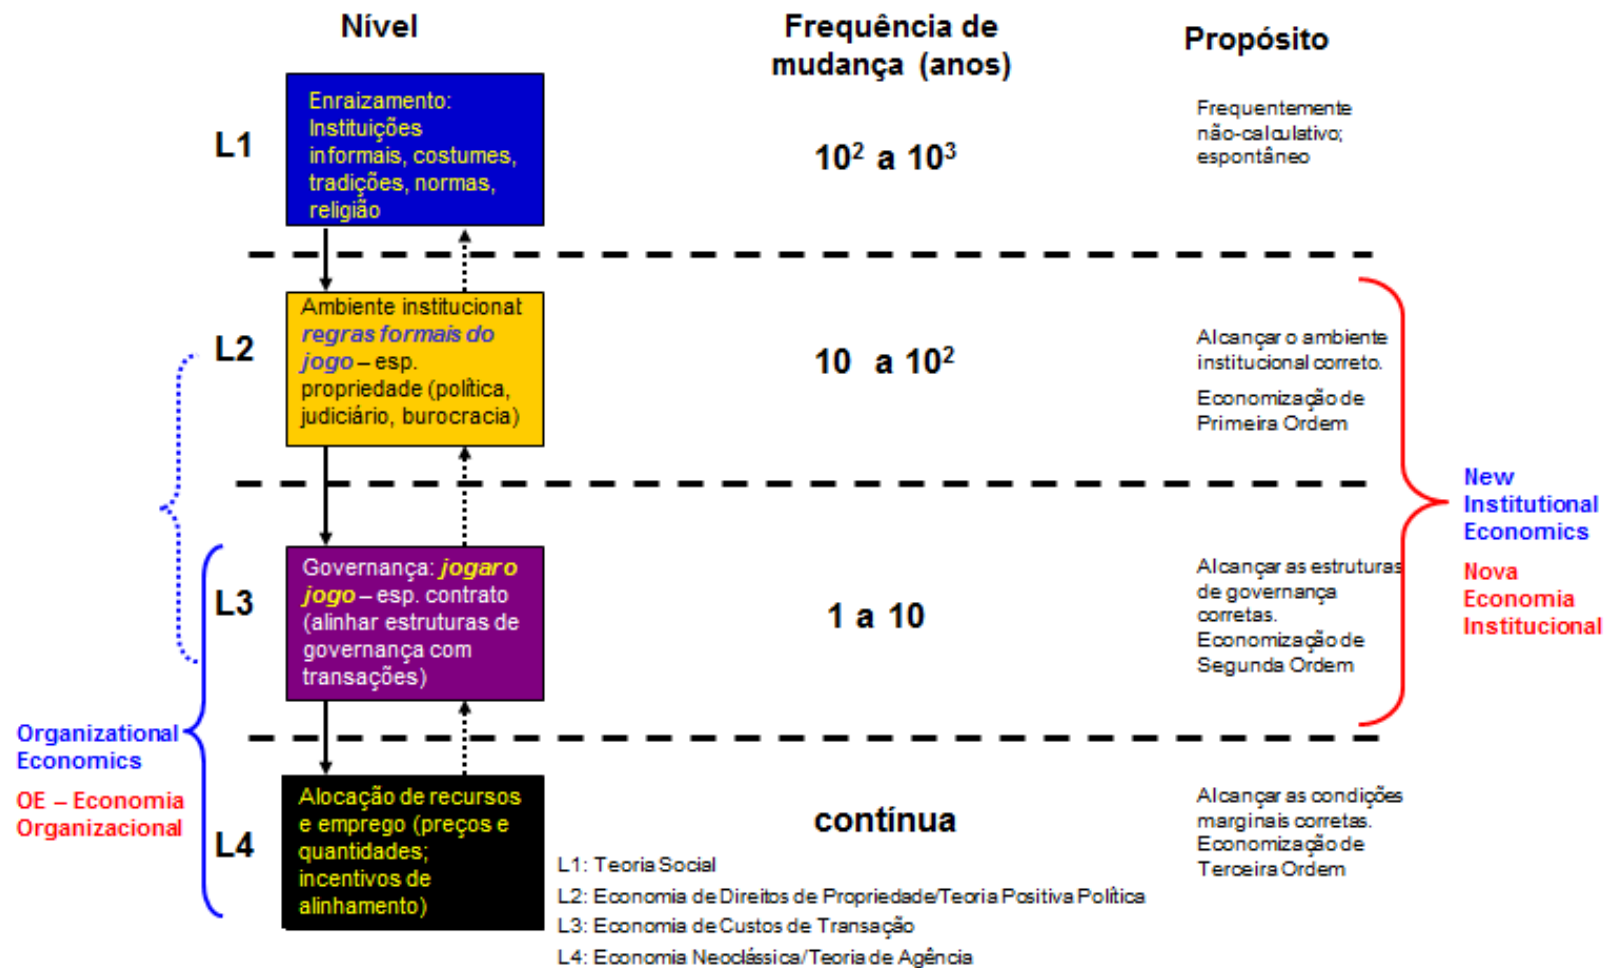 Nível
Frequência de
mudança (anos)
Propósito
L1
Enraizamento:
Instituições
informais, costumes,
tradições, normas,
religião
10² a 10³
Frequentemente
não-calculativo;
espontâneo
L2
Ambiente institucional
regras formais do
jogo – esp.
propriedade (política,
judiciário, burocracia)
10 a 10²
Alcançar o ambiente
institucional correto.
Economização de
Primeira Ordem
New
Institutional
Economics
Nova
Economia
Institucional
L3
Governança: jogar o
jogo – esp. contrato
(alinhar estruturas de
governança com
transações)
1 a 10
Alcançar as estruturas
de governança
corretas.
Economização de
Segunda Ordem
Organizational
Economics
OE – Economia
Organizacional
L4
Alocação de recursos
e emprego (preços e
quantidades;
incentivos de
alinhamento)
contínua
Alcançar as condições
marginais corretas.
Economização de
Terceira Ordem
L1: Teoria Social
L2: Economia de Direitos de Propriedade/Teoria Positiva Política
L3: Economia de Custos de Transação
L4: Economia Neoclássica/Teoria de Agência